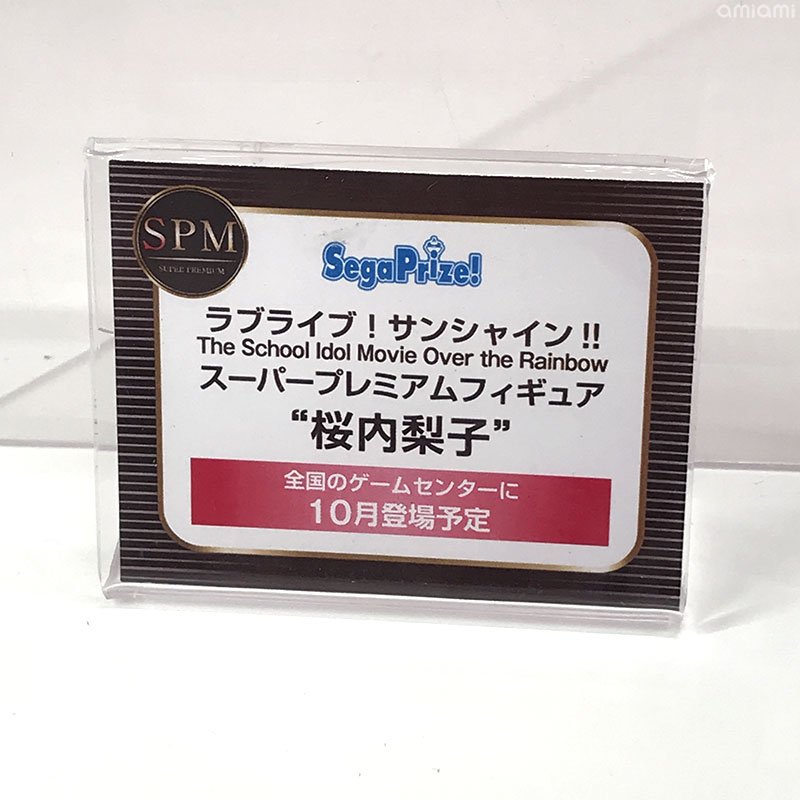 amiami
SPM
SUPER PREMIUM
SegaPrize!
ラブライブ！サンシャイン!!
The School Idol Movie Over the Rainbow
スーパープレミアムフィギュア
“桜内梨子”
全国のゲームセンターに
10月登場予定